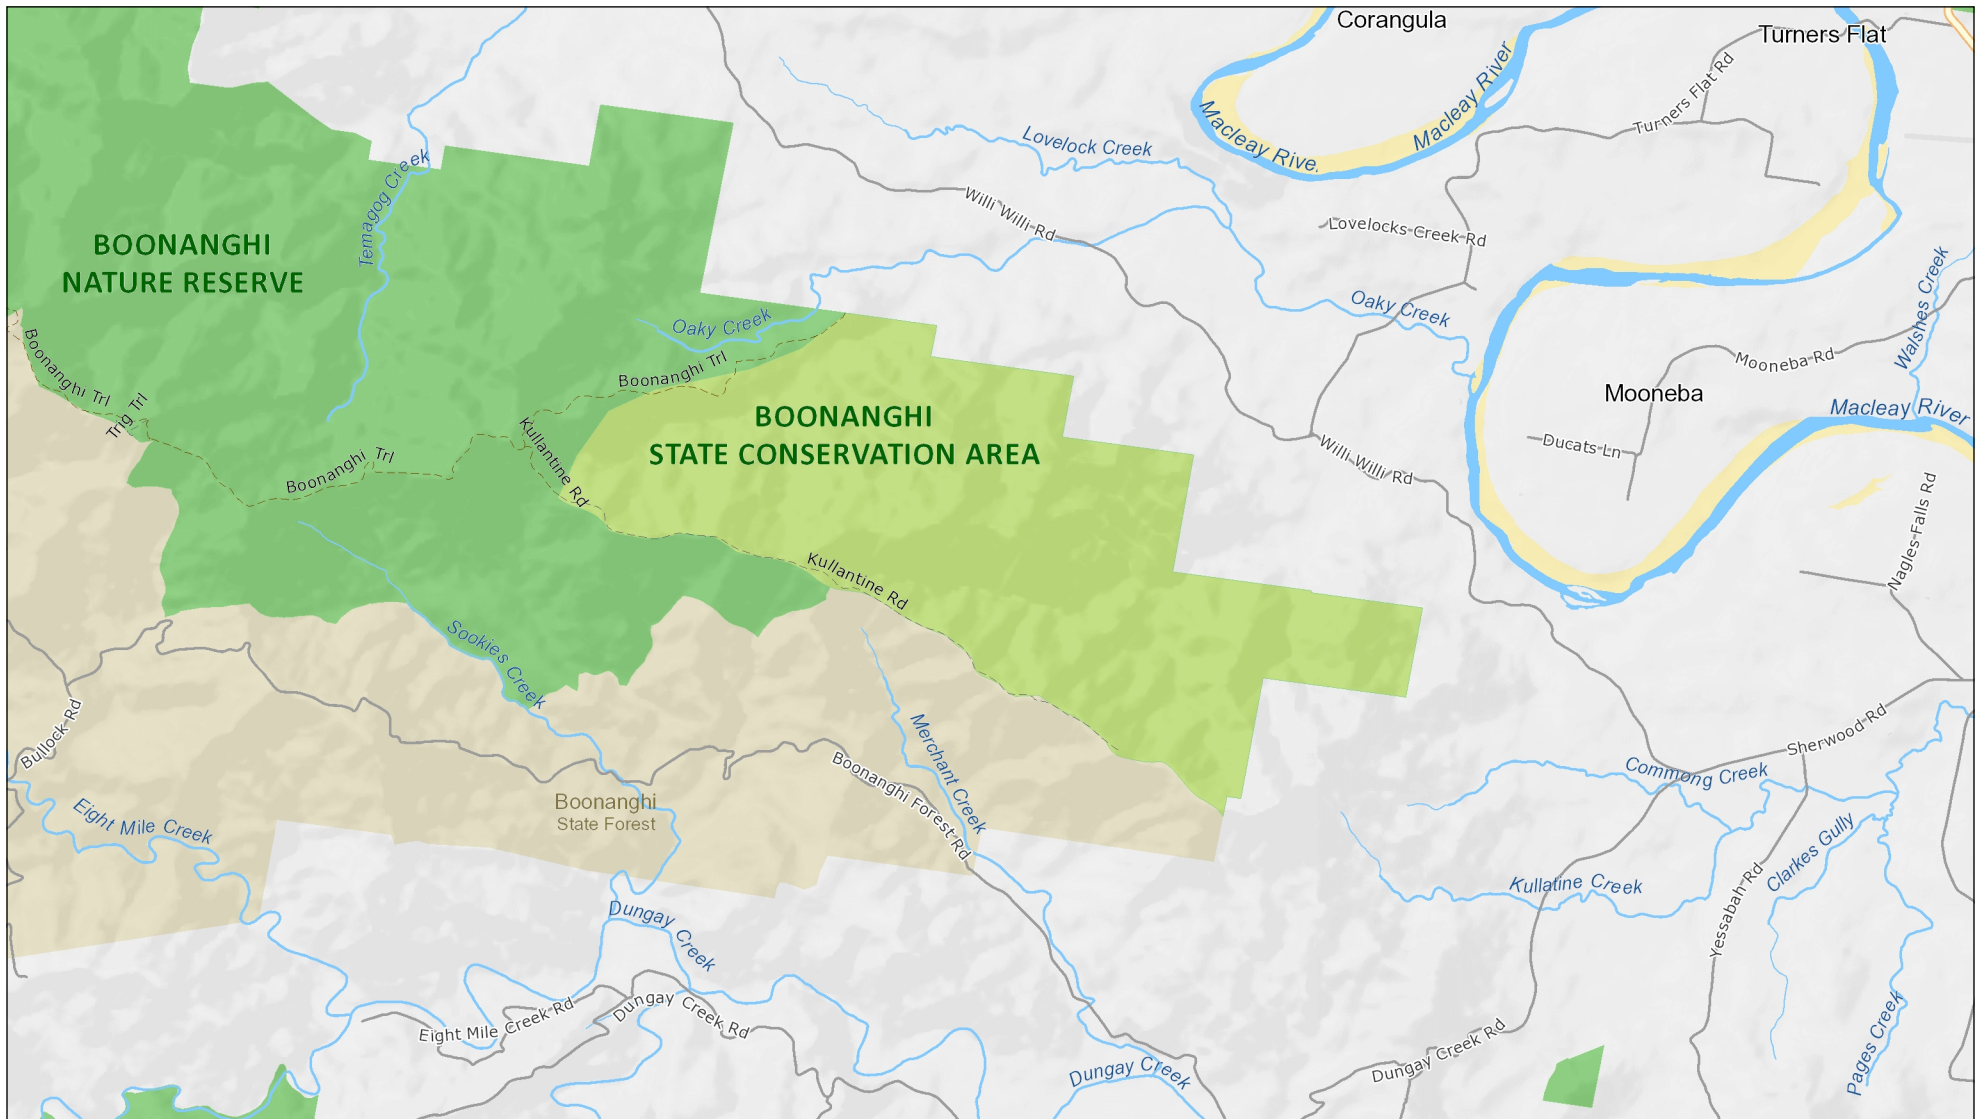 Corangula
Turners Flat
Turners Flat Rd
Macleay River
Macleay Rive.
Lovelock Creek
Temagog Creek
Willi Willi Rd
Lovelocks Creek Rd
BOONANGHI
NATURE RESERVE
Walshes Creek
Oaky Creek
Oaky Creek
Boonanghi Trl
Boonanghi Trl
Mooneba Rd
Mooneba
Trig Trl
BOONANGHI
STATE CONSERVATION AREA
Macleay River
Kullantine Rd
Ducats Ln
Willi Willi Rd
Boonanghi Trl
Nagles Falls Rd
Kullantine Rd
Sookies Creek
Bullock Rd
Merchant Creek
Sherwood Rd
Commong Creek
Boonanghi Forest Rd
Boonanghi
State Forest
Eight Mile Creek
Clarkes Gully
Kullatine Creek
Yessabah Rd
Dungay Creek
Eight Mile Creek Rd
Dungay Creek Rd
Dungay Creek Rd
Dungay Creek
Pages Creek